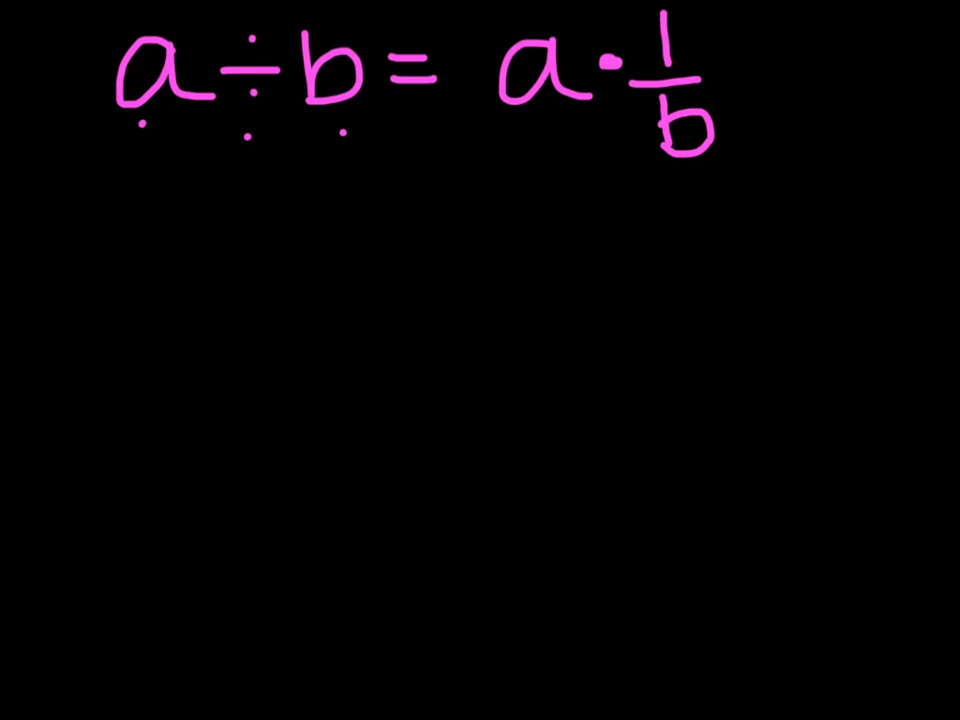 a ÷ b = a · 1/b